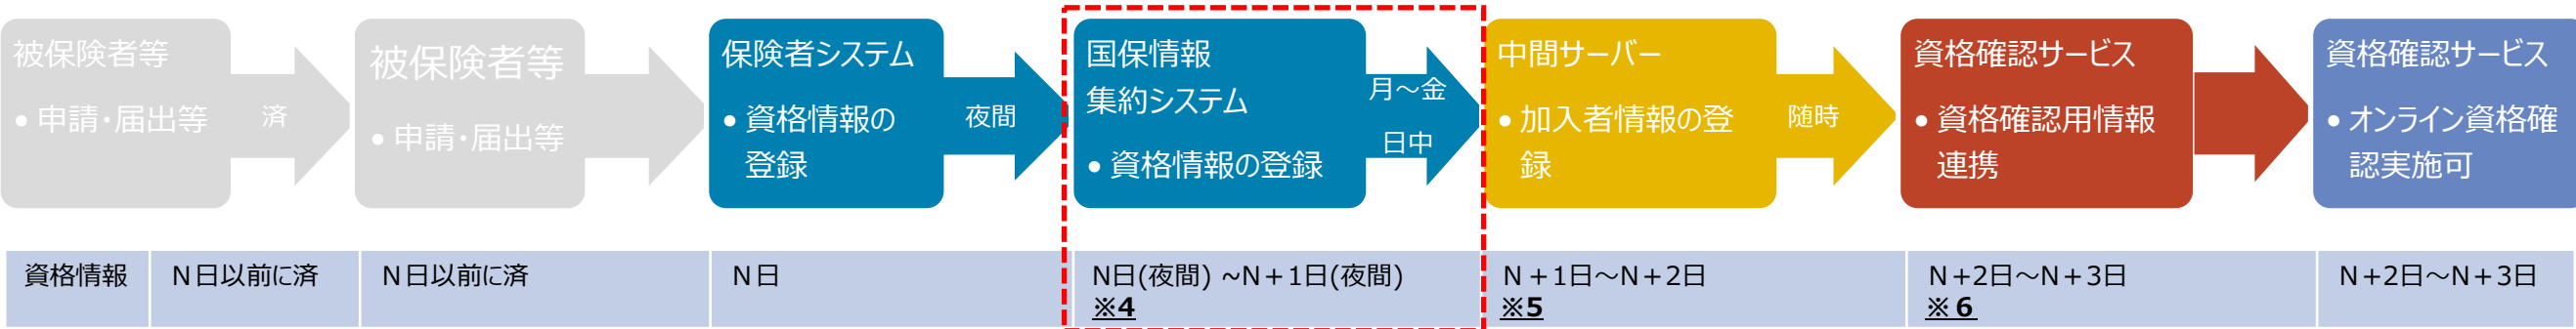 被保険者等
• 申請・届出等
済
被保険者等
• 申請・届出等
保険者システム
• 資格情報の
登録
夜間
国保情報
集約システム
• 資格情報の登録
月～金
日中
中間サーバー
• 加入者情報の登
録
随時
資格確認サービス
• 資格確認用情報
連携
資格確認サービス
• オンライン資格確
認実施可
資格情報
N日以前に済
N日以前に済
N日
N日(夜間) ~N+1日(夜間)
※4
N+1日～N+2日
※5
N+2日～N+3日
※６
N+2日～N+3日